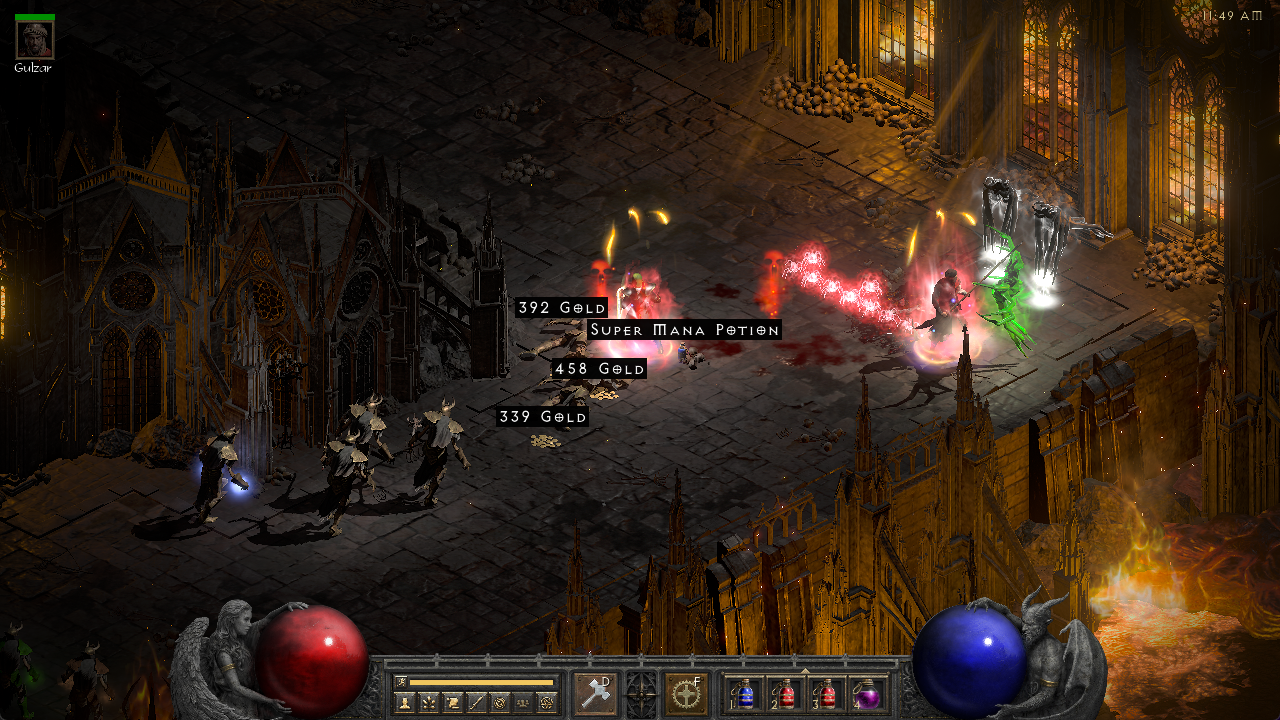 11:49 AM
Gulzar
392 Gold
Super Mana Potion
458 Gold
339 Gold
D
F
1
2
3
4